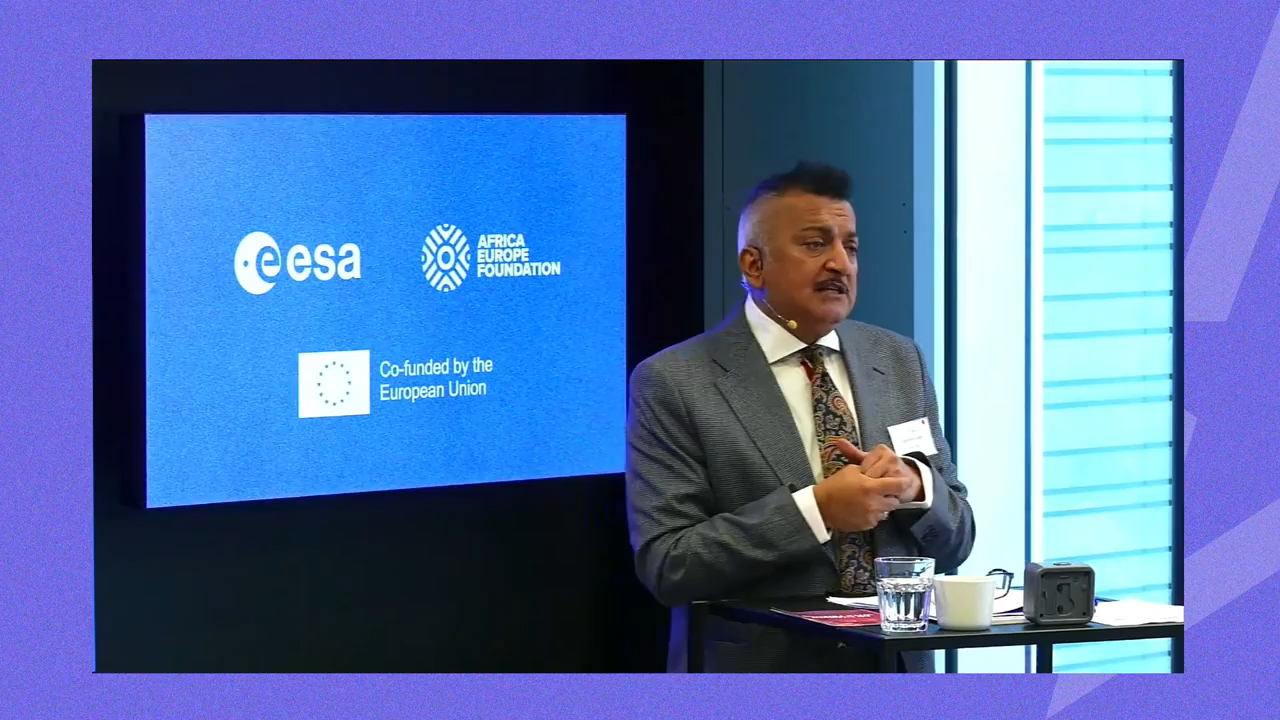 esa
AFRICA
EUROPE
FOUNDATION
Co-funded by the
European Union